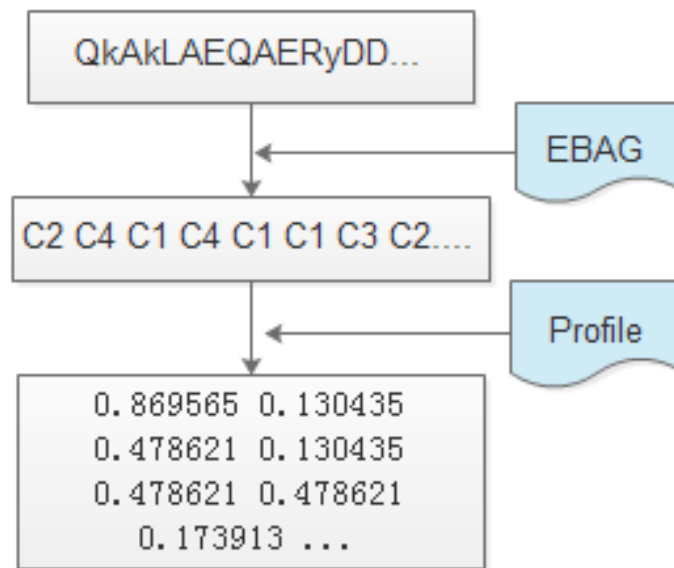 QkAkLAEQAERyDD...
EBAG
C2 C4 C1 C4 C1 C1 C3 C2....
Profile
0.869565 0.130435
0.478621 0.130435
0.478621 0.478621
0.173913 ...